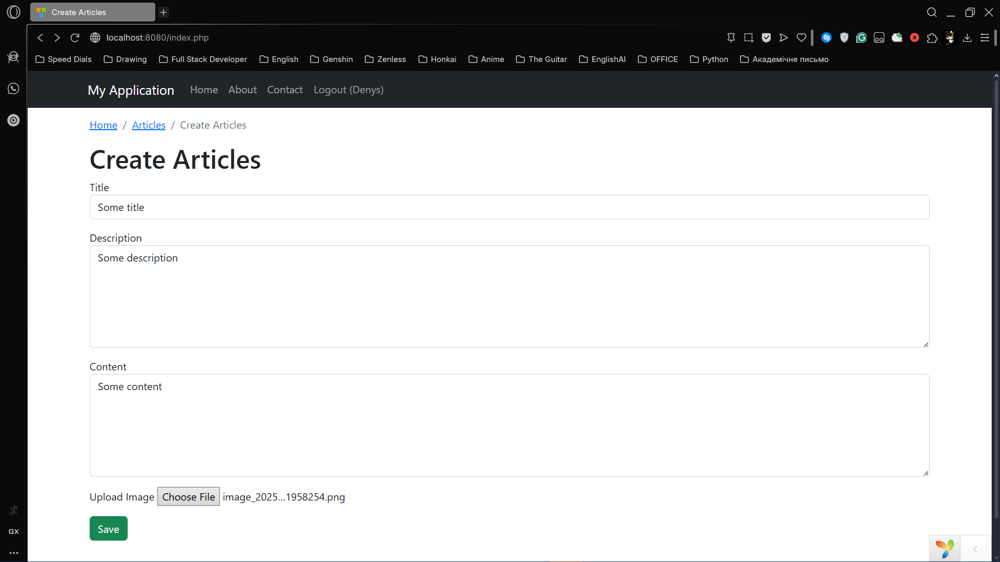 Create Articles
localhost:8080/index.php
Speed Dials Drawing Full Stack Developer English Genshin Zenless Honkai Anime The Guitar EnglishAI OFFICE Python Академічне письмо
My Application Home About Contact Logout (Denys)
Home / Articles / Create Articles
Create Articles
Title
Some title
Description
Some description
Content
Some content
Upload Image Choose File image_2025...1958254.png
Save
GX